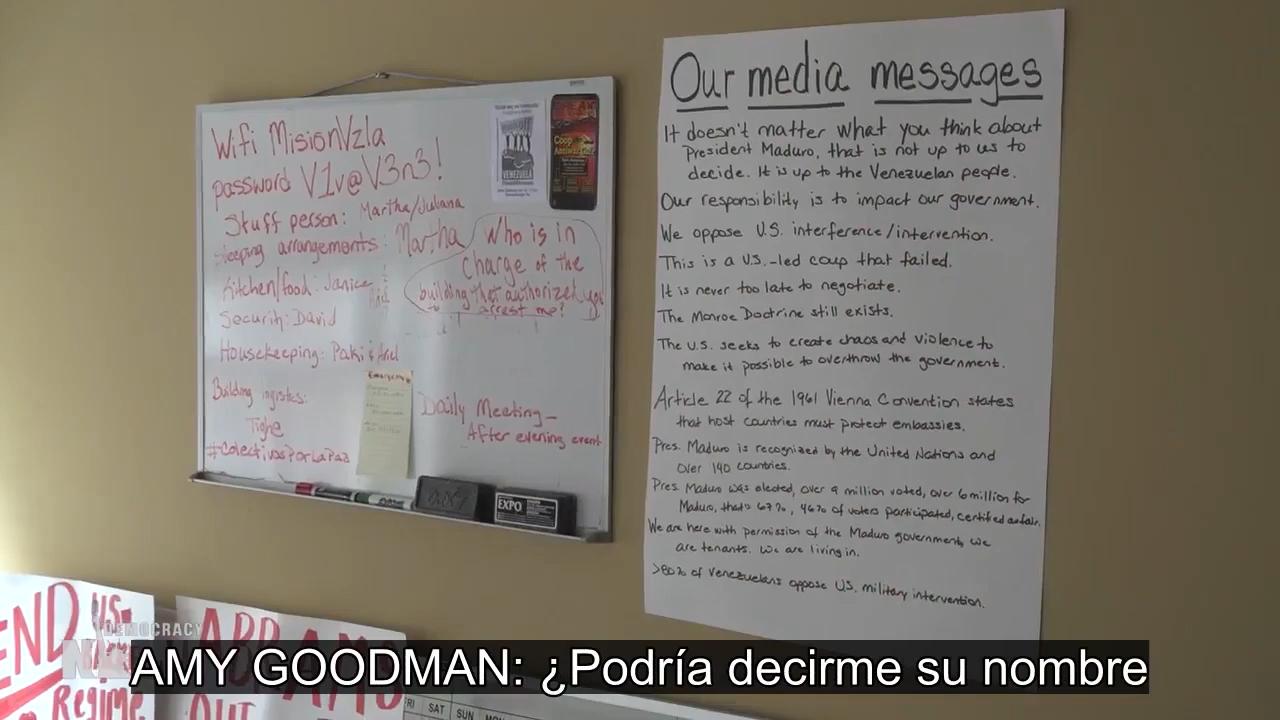 Wifi MisionVzla
password V1v@V3n3!
Stuff person: Martha/Juliana
Sleeping arrangements: Martha
Kitchen/food: Janice
Security: David
Housekeeping: Paki & Ariel
Building logistics:
Tighe
#ColectivosPorLaPaz
Who is in
charge of the
building that authorized you
to arrest me?
Emergency
Daily Meeting-
After evening event
VENEZUELA
Coop
EXPO
Our media messages
It doesn't matter what you think about
President Maduro, that is not up to us to
decide. It is up to the Venezuelan people.
Our responsibility is to impact our government.
We oppose U.S. interference/intervention.
This is a U.S.-led coup that failed.
It is never too late to negotiate.
The Monroe Doctrine still exists.
The U.S. seeks to create chaos and violence to
make it possible to overthrow the government.
Article 22 of the 1961 Vienna Convention states
that host countries must protect embassies.
Pres. Maduro is recognized by the United Nations and
over 140 countries.
Pres. Maduro was elected, over 9 million voted, over 6 million for
Maduro, that's 67%, 46% of voters participated, certified as fair.
We are here with permission of the Maduro government, we
are tenants. We are living in.
>80% of Venezuelans oppose U.S. military intervention.
END US-
Regime
ABRAMS
OUT
DEMOCRACY
FRI SAT SUN MON
AMY GOODMAN: ¿Podría decirme su nombre